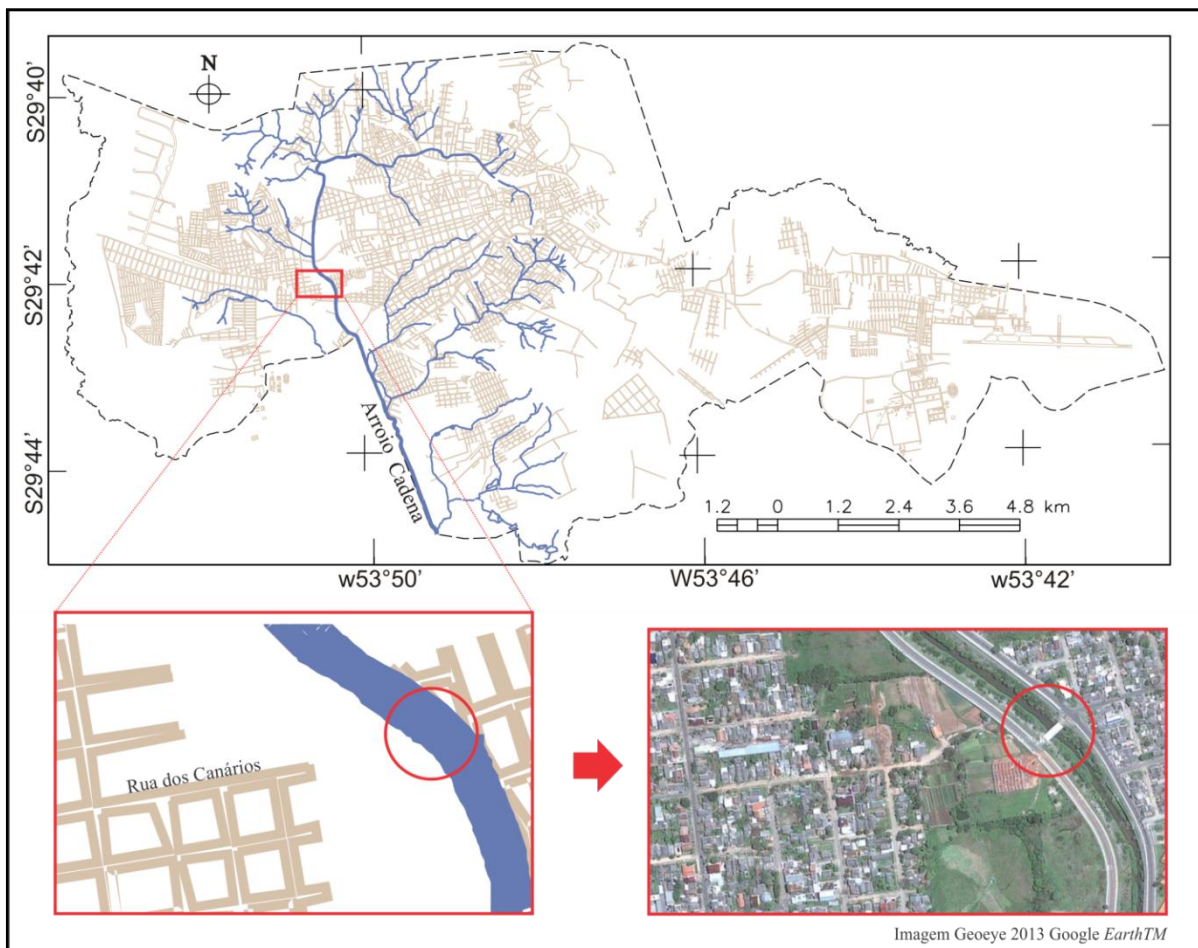 N
S29°40'
S29°42'
S29°44'
Arroio Cadena
1.2 0 1.2 2.4 3.6 4.8 km
w53°50' W53°46' w53°42'
Rua dos Canários
Imagem Geoeye 2013 Google EarthTM